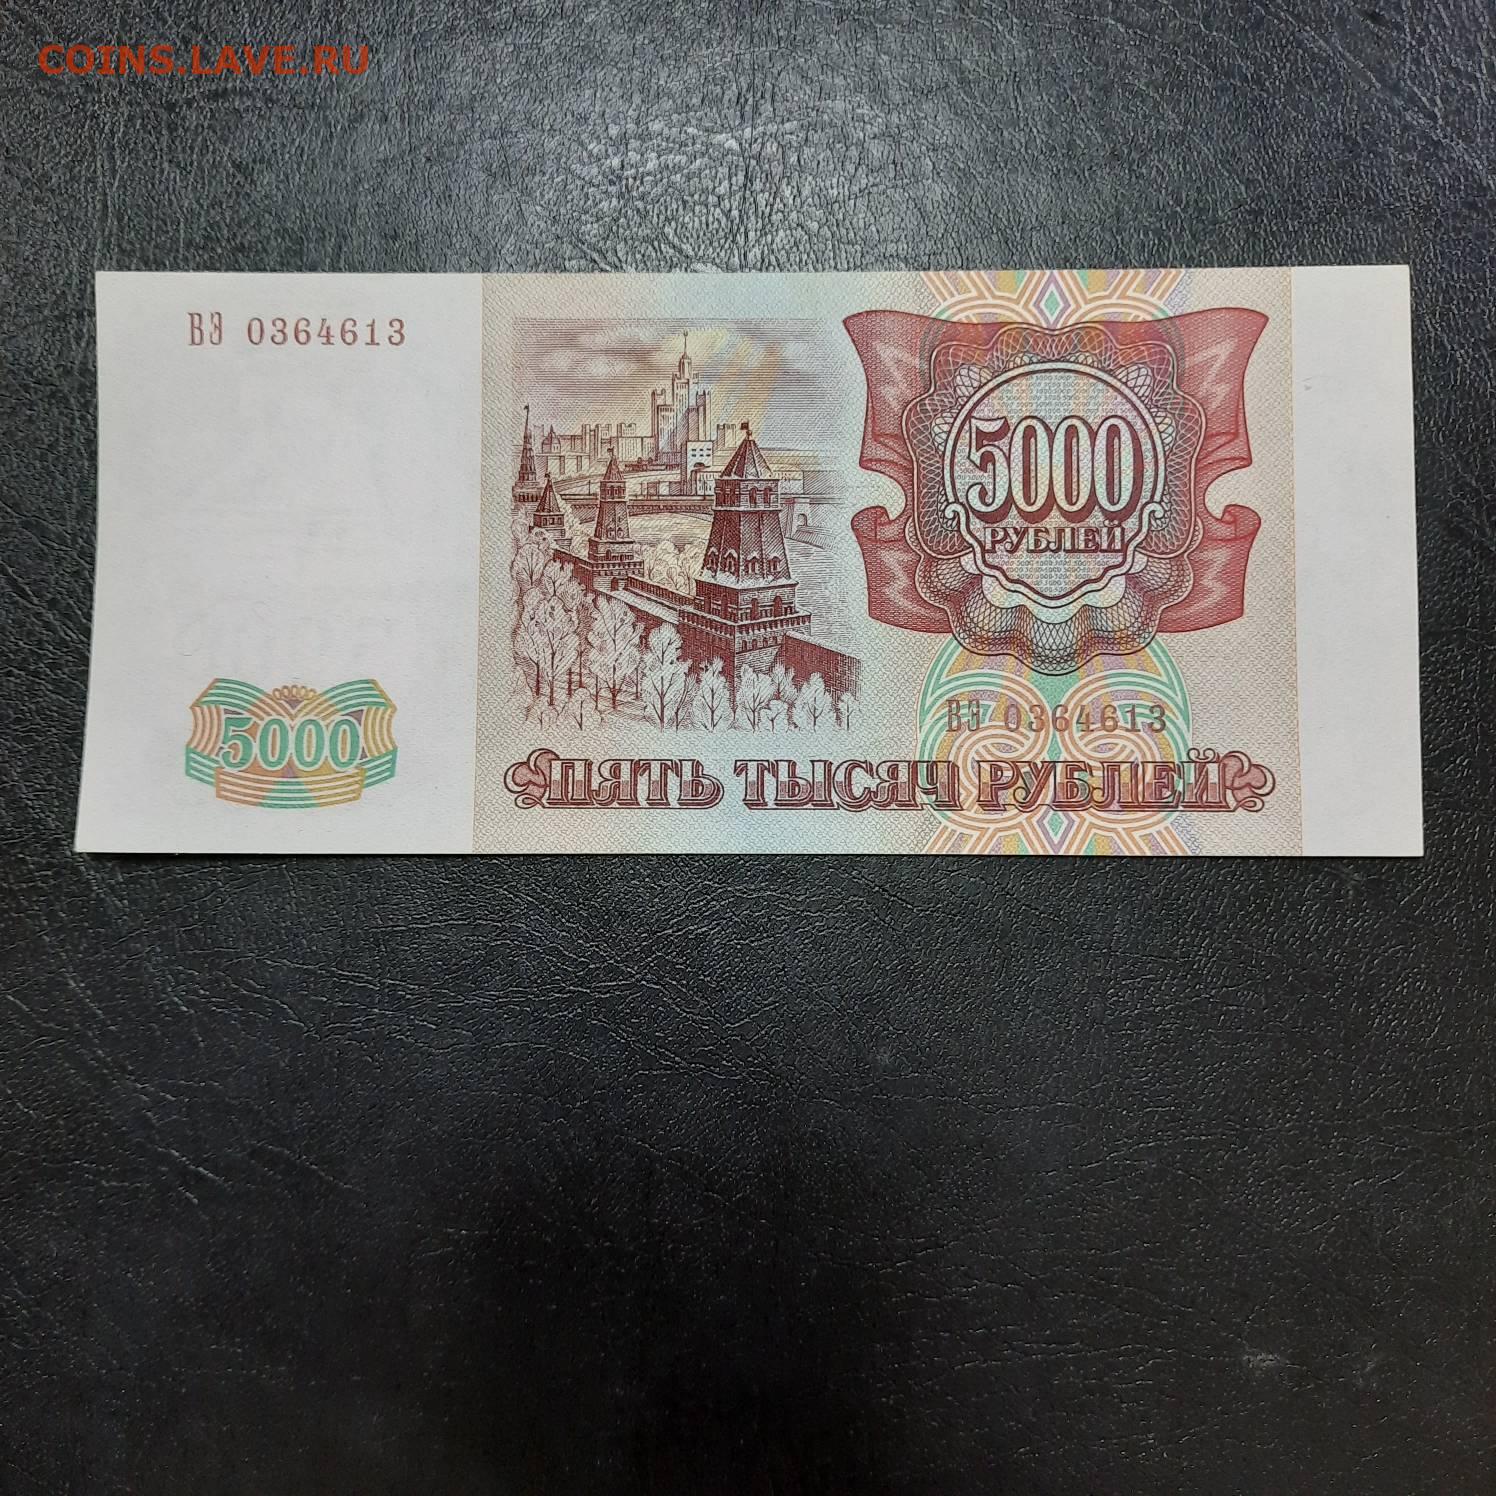 COINS.LAVE.RU
ВЭ 0364613
5000
РУБЛЕЙ
5000
ВЭ 0364613
ПЯТЬ ТЫСЯЧ РУБЛЕЙ